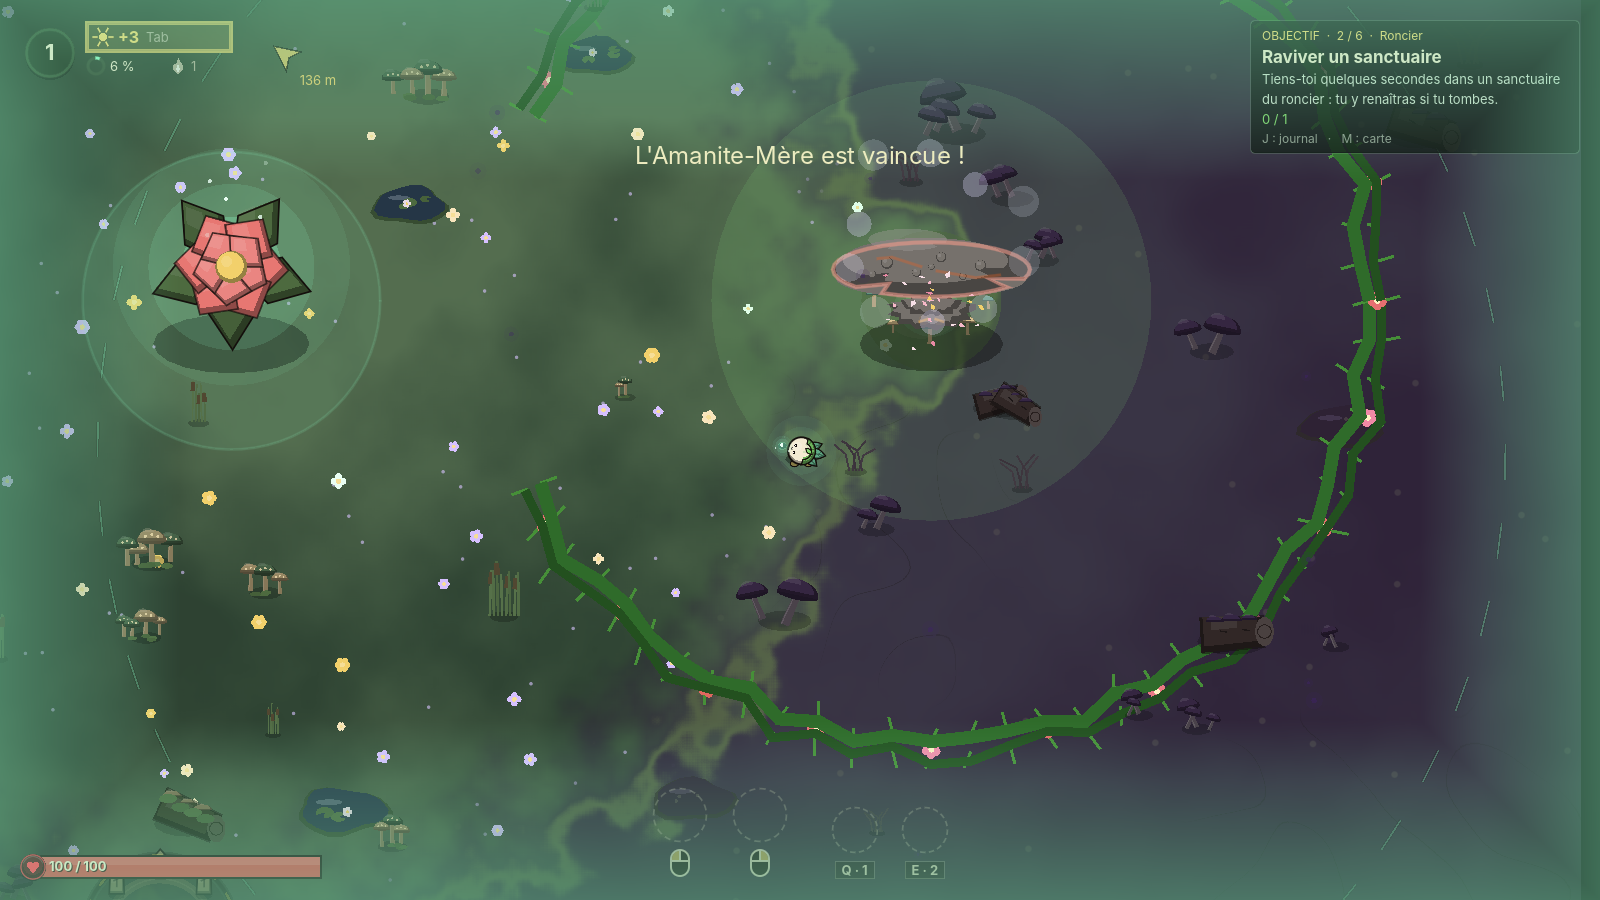 1
+3 Tab
6 % 1
136 m
OBJECTIF · 2 / 6 · Roncier
Raviver un sanctuaire
Tiens-toi quelques secondes dans un sanctuaire
du roncier : tu y renaîtras si tu tombes.
0 / 1
J : journal · M : carte
L'Amanite-Mère est vaincue !
100 / 100
Q · 1
E · 2